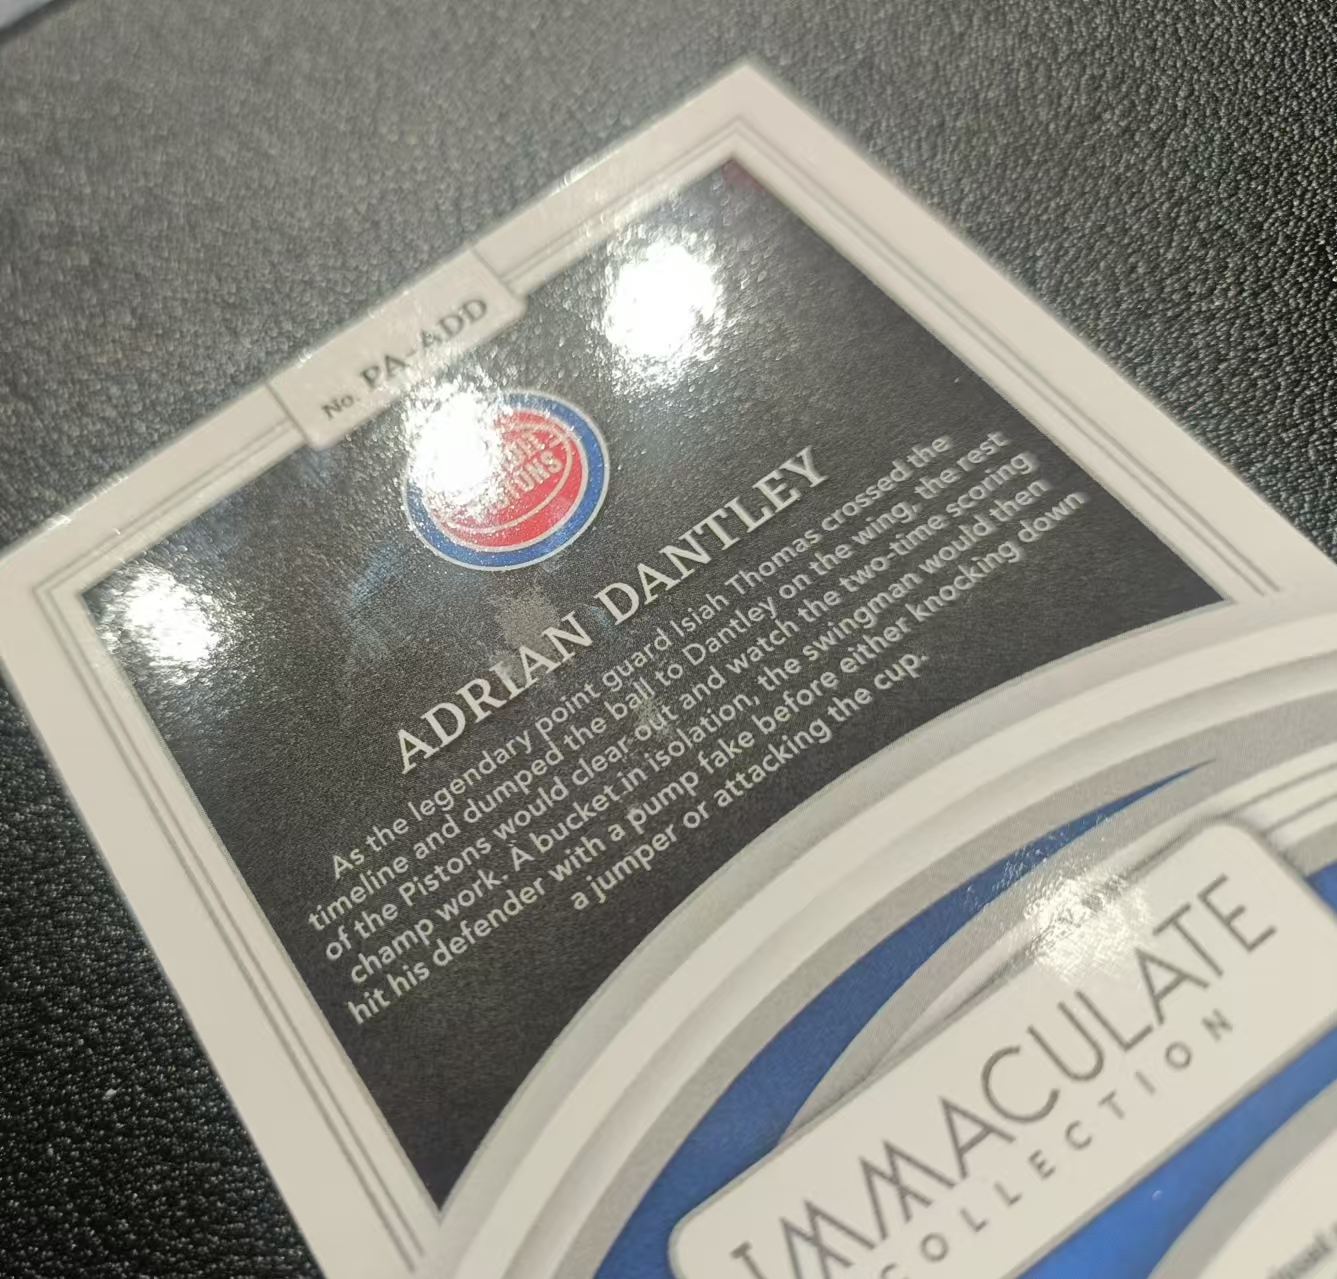 No. PA-ADD
PISTONS
ADRIAN DANTLEY
As the legendary point guard Isiah Thomas crossed the
timeline and dumped the ball to Dantley on the wing, the rest
of the Pistons would clear out and watch the two-time scoring
champ work. A bucket in isolation, the swingman would then
hit his defender with a pump fake before either knocking down
a jumper or attacking the cup.
IMMACULATE
COLLECTION